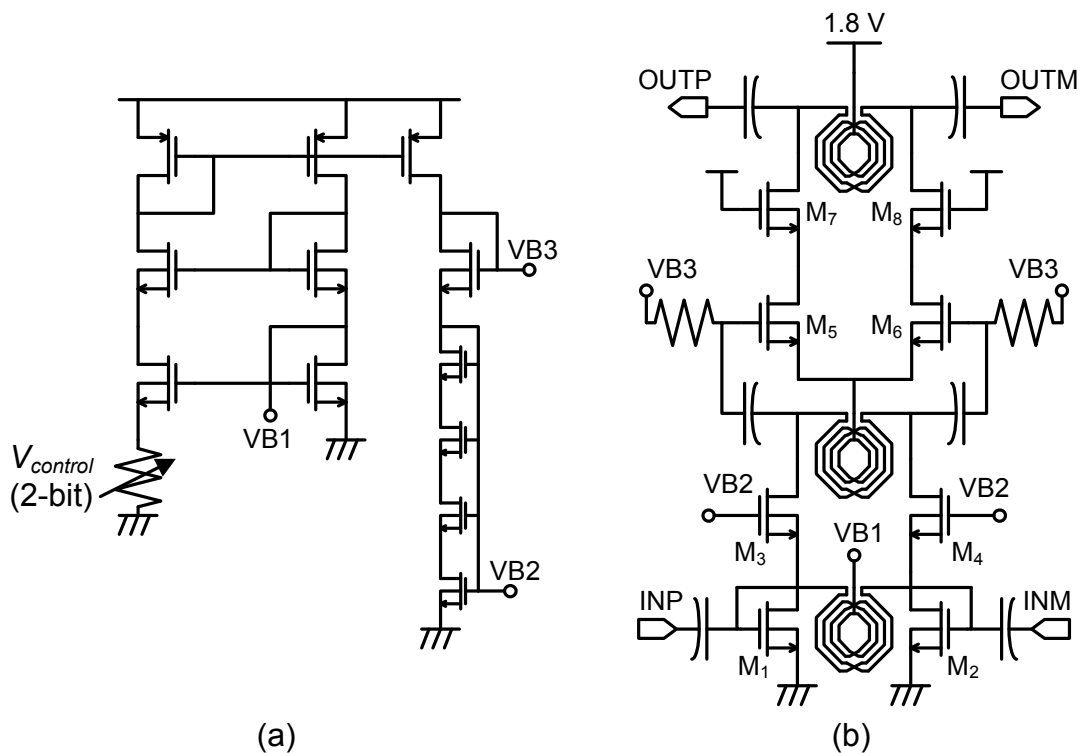 VB3
VB1
V_control
(2-bit)
VB2
(a)
1.8 V
OUTP
OUTM
M7
M8
VB3
VB3
M5
M6
VB2
VB2
M3
VB1
M4
INP
INM
M1
M2
(b)